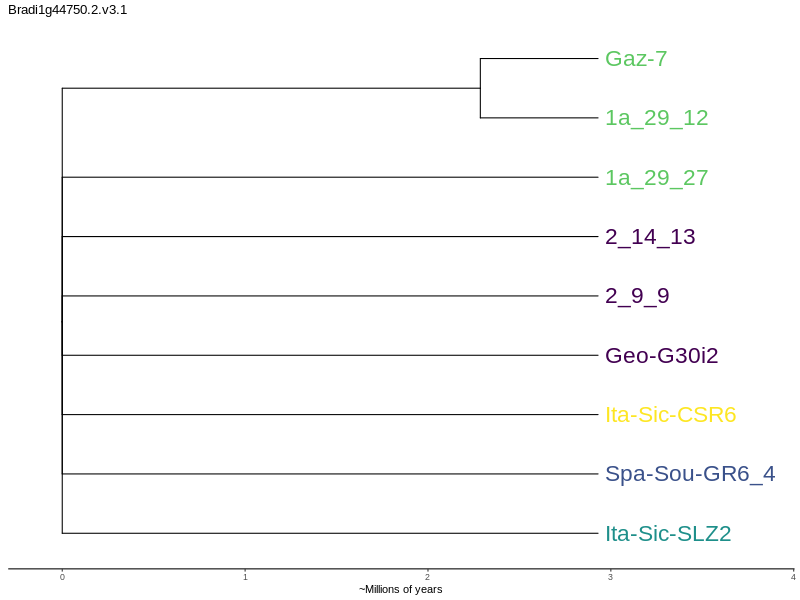 Bradi1g44750.2.v3.1
Gaz-7
1a_29_12
1a_29_27
2_14_13
2_9_9
Geo-G30i2
Ita-Sic-CSR6
Spa-Sou-GR6_4
Ita-Sic-SLZ2
0 1 2 3 4
~Millions of years